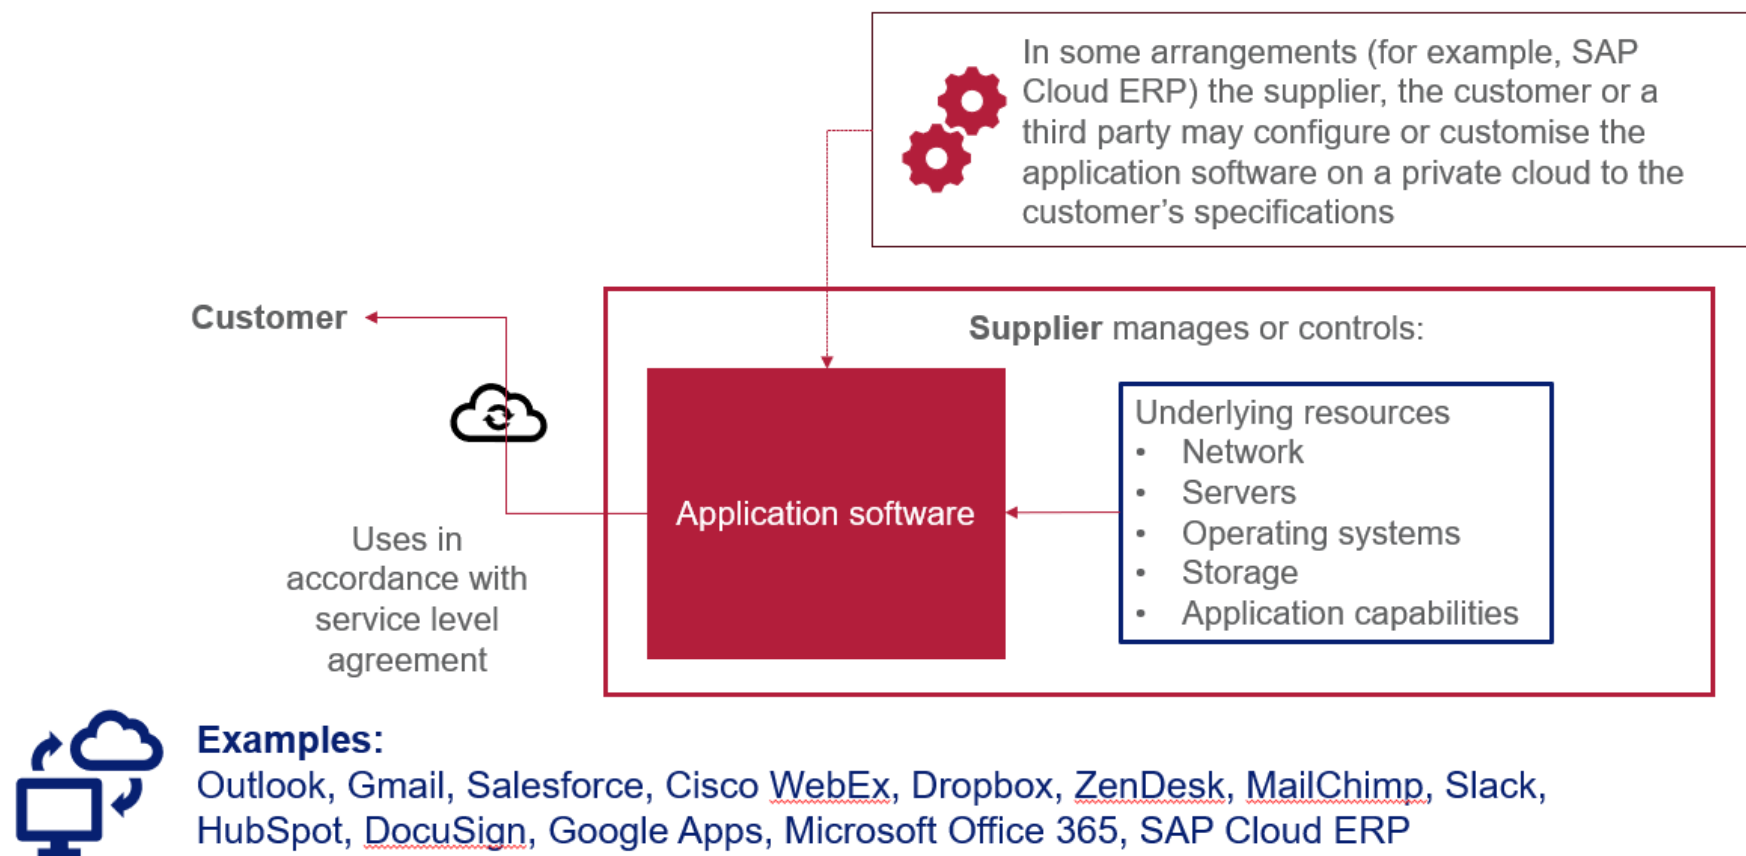 In some arrangements (for example, SAP
Cloud ERP) the supplier, the customer or a
third party may configure or customise the
application software on a private cloud to the
customer’s specifications
Customer
Supplier manages or controls:
Application software
Underlying resources
• Network
• Servers
• Operating systems
• Storage
• Application capabilities
Uses in
accordance with
service level
agreement
Examples:
Outlook, Gmail, Salesforce, Cisco WebEx, Dropbox, ZenDesk, MailChimp, Slack,
HubSpot, DocuSign, Google Apps, Microsoft Office 365, SAP Cloud ERP